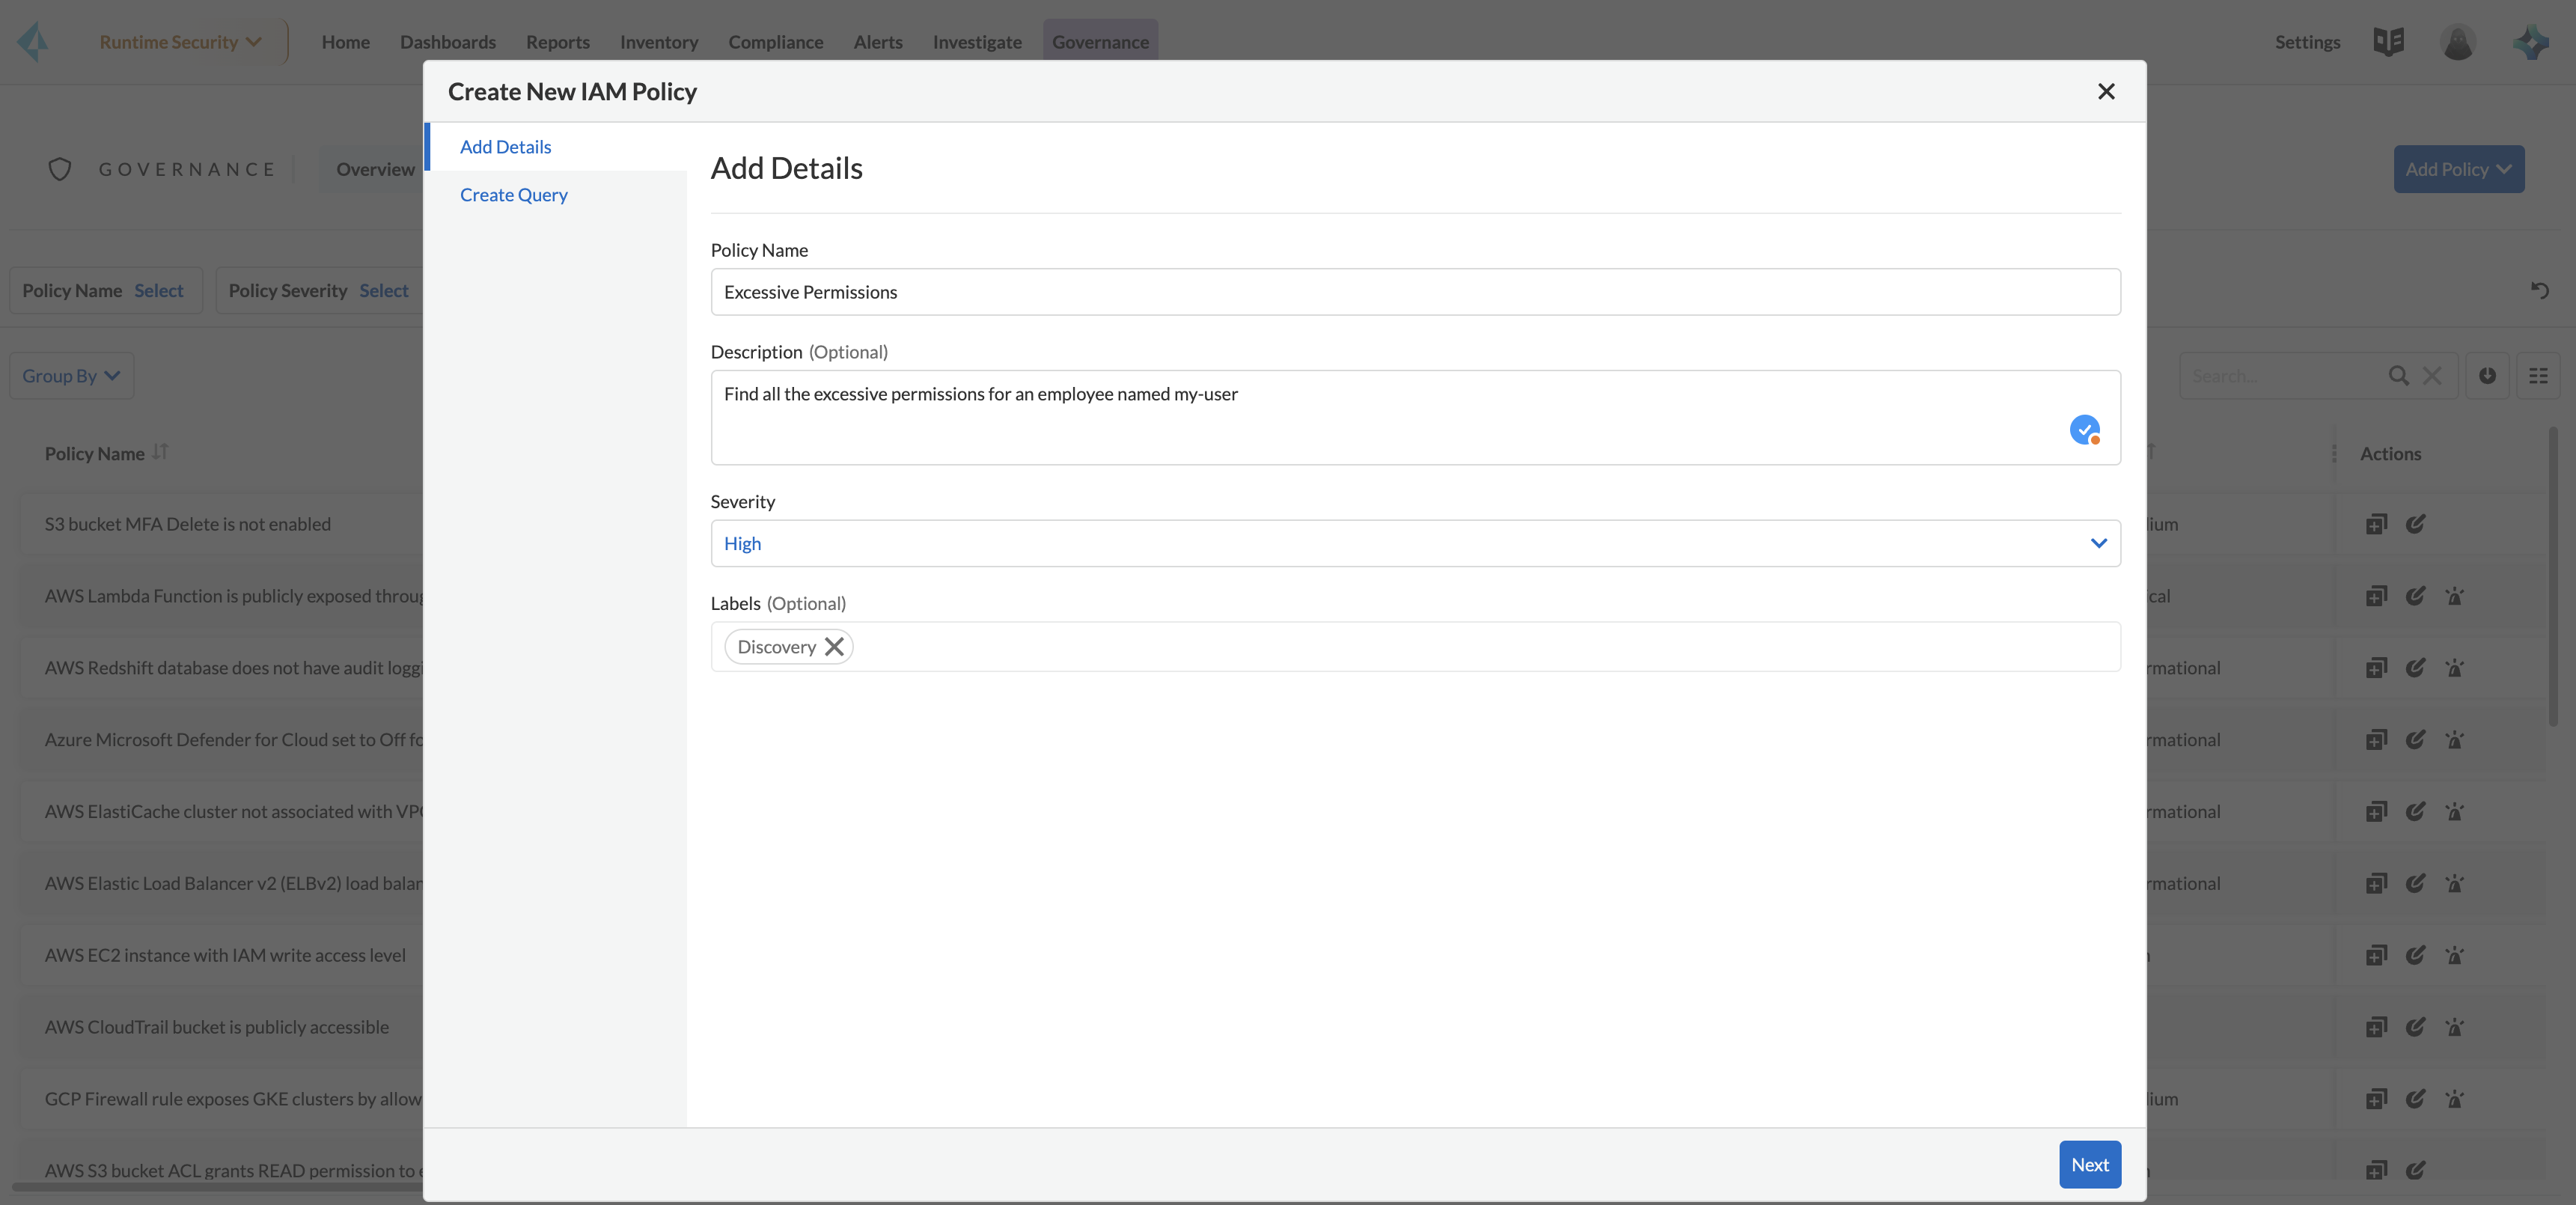 Runtime Security
Home Dashboards Reports Inventory Compliance Alerts Investigate Governance
Settings
GOVERNANCE
Overview
Add Policy
Policy Name Select
Policy Severity Select
Group By
Search...
Policy Name
Actions
S3 bucket MFA Delete is not enabled
AWS Lambda Function is publicly exposed throug
AWS Redshift database does not have audit loggi
Azure Microsoft Defender for Cloud set to Off fo
AWS ElastiCache cluster not associated with VPC
AWS Elastic Load Balancer v2 (ELBv2) load balan
AWS EC2 instance with IAM write access level
AWS CloudTrail bucket is publicly accessible
GCP Firewall rule exposes GKE clusters by allow
AWS S3 bucket ACL grants READ permission to e
ium
cal
rmational
rmational
rmational
rmational
ium
Create New IAM Policy
Add Details
Create Query
Add Details
Policy Name
Excessive Permissions
Description (Optional)
Find all the excessive permissions for an employee named my-user
Severity
High
Labels (Optional)
Discovery
Next